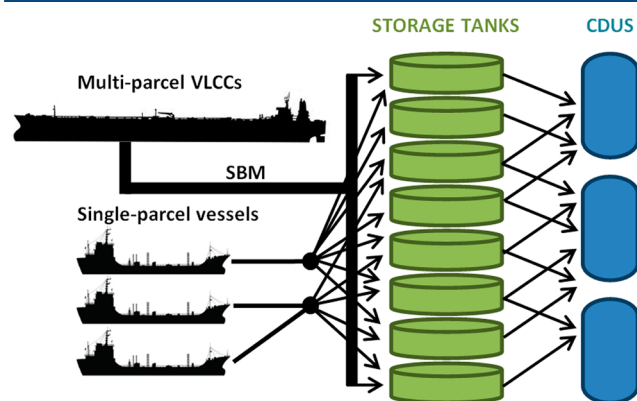 STORAGE TANKS
CDUS
Multi-parcel VLCCs
SBM
Single-parcel vessels